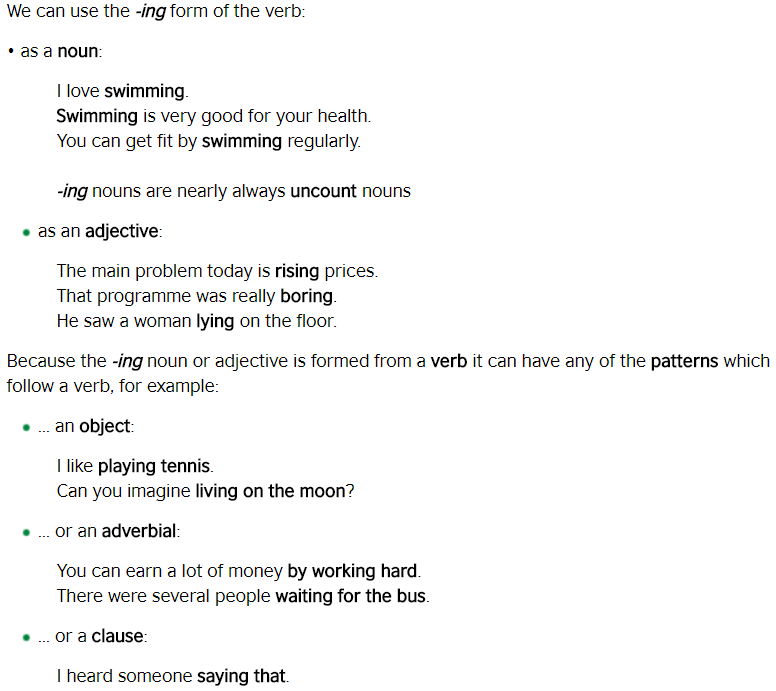 We can use the -ing form of the verb:
• as a noun:
I love swimming.
Swimming is very good for your health.
You can get fit by swimming regularly.
-ing nouns are nearly always uncount nouns
• as an adjective:
The main problem today is rising prices.
That programme was really boring.
He saw a woman lying on the floor.
Because the -ing noun or adjective is formed from a verb it can have any of the patterns which
follow a verb, for example:
• ... an object:
I like playing tennis.
Can you imagine living on the moon?
• ... or an adverbial:
You can earn a lot of money by working hard.
There were several people waiting for the bus.
• ... or a clause:
I heard someone saying that.